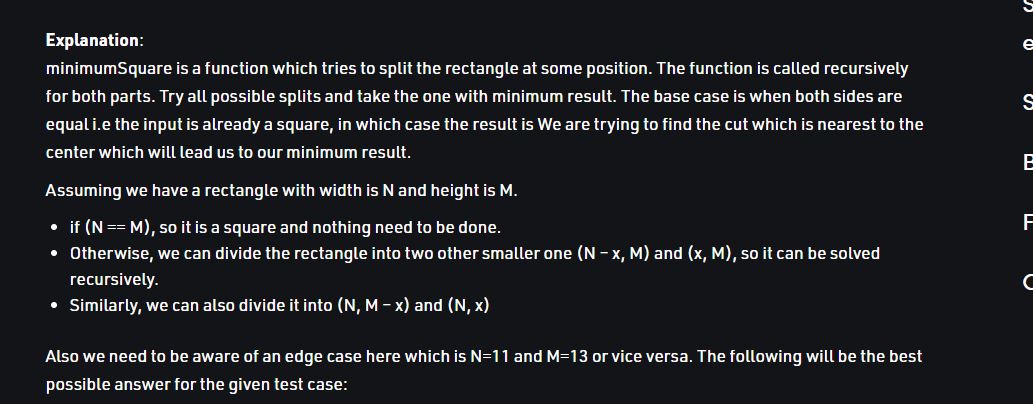 Explanation:
minimumSquare is a function which tries to split the rectangle at some position. The function is called recursively
for both parts. Try all possible splits and take the one with minimum result. The base case is when both sides are
equal i.e the input is already a square, in which case the result is We are trying to find the cut which is nearest to the
center which will lead us to our minimum result.
Assuming we have a rectangle with width is N and height is M.
• if (N == M), so it is a square and nothing need to be done.
• Otherwise, we can divide the rectangle into two other smaller one (N – x, M) and (x, M), so it can be solved
recursively.
• Similarly, we can also divide it into (N, M – x) and (N, x)
Also we need to be aware of an edge case here which is N=11 and M=13 or vice versa. The following will be the best
possible answer for the given test case: